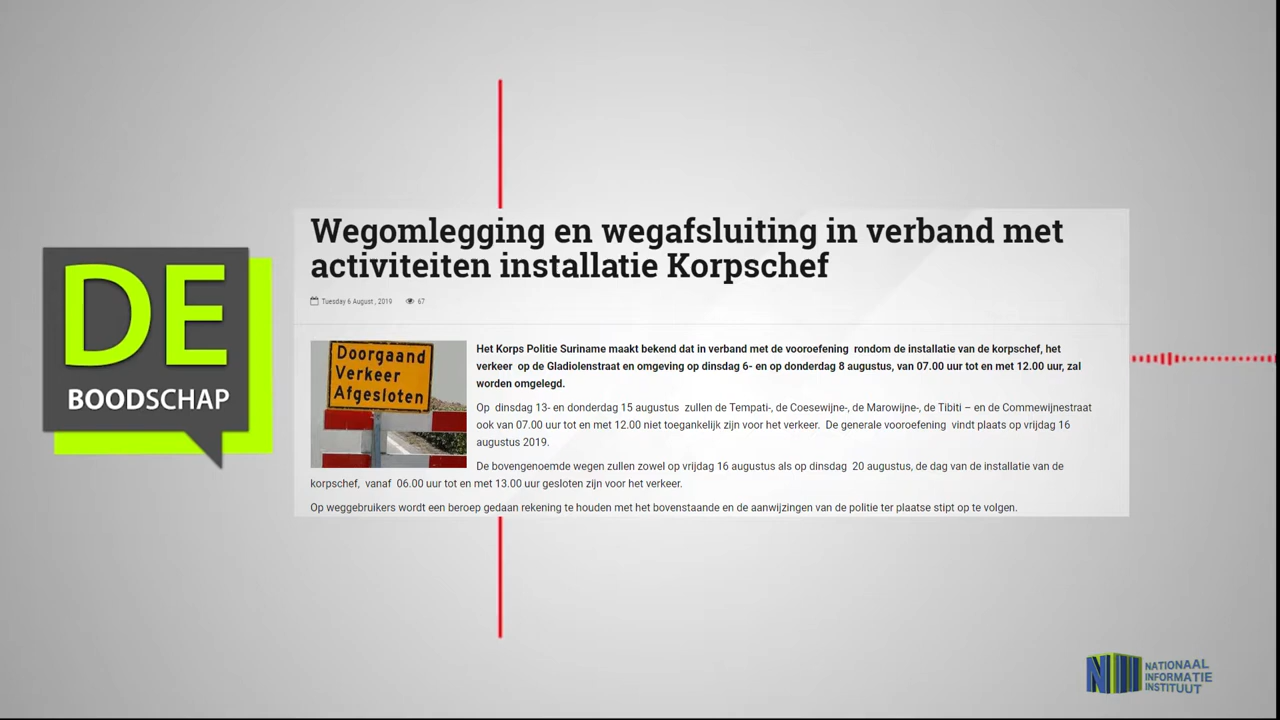 DE
BOODSCHAP
Wegomlegging en wegafsluiting in verband met
activiteiten installatie Korpschef
Tuesday 6 August , 2019 67
Doorgaand
Verkeer
Afgesloten
Het Korps Politie Suriname maakt bekend dat in verband met de vooroefening rondom de installatie van de korpschef, het
verkeer op de Gladiolenstraat en omgeving op dinsdag 6- en op donderdag 8 augustus, van 07.00 uur tot en met 12.00 uur, zal
worden omgelegd.
Op dinsdag 13- en donderdag 15 augustus zullen de Tempati-, de Coesewijne-, de Marowijne-, de Tibiti – en de Commewijnestraat
ook van 07.00 uur tot en met 12.00 niet toegankelijk zijn voor het verkeer. De generale vooroefening vindt plaats op vrijdag 16
augustus 2019.
De bovengenoemde wegen zullen zowel op vrijdag 16 augustus als op dinsdag 20 augustus, de dag van de installatie van de
korpschef, vanaf 06.00 uur tot en met 13.00 uur gesloten zijn voor het verkeer.
Op weggebruikers wordt een beroep gedaan rekening te houden met het bovenstaande en de aanwijzingen van de politie ter plaatse stipt op te volgen.
NII
NATIONAAL
INFORMATIE
INSTITUUT